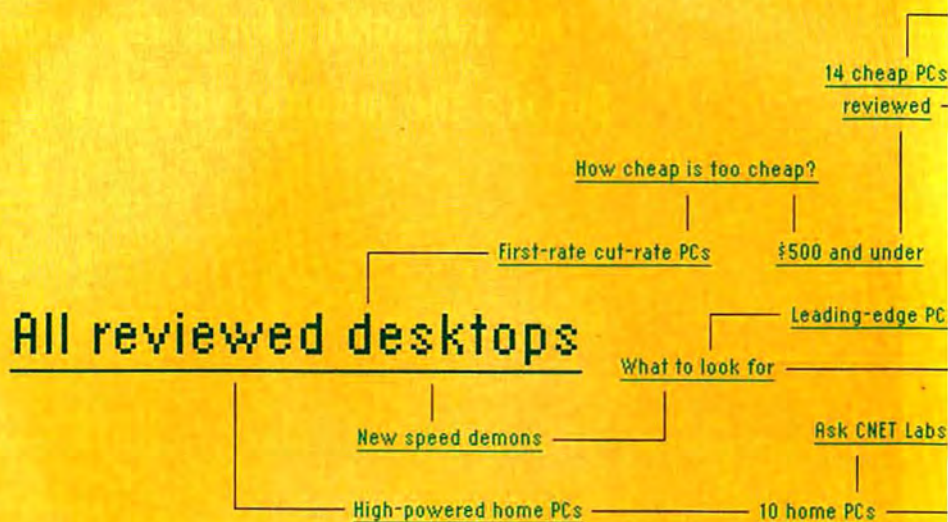 14 cheap PCs
reviewed
How cheap is too cheap?
First-rate cut-rate PCs
$500 and under
All reviewed desktops
Leading-edge PC
What to look for
New speed demons
Ask CNET Labs
High-powered home PCs
10 home PCs